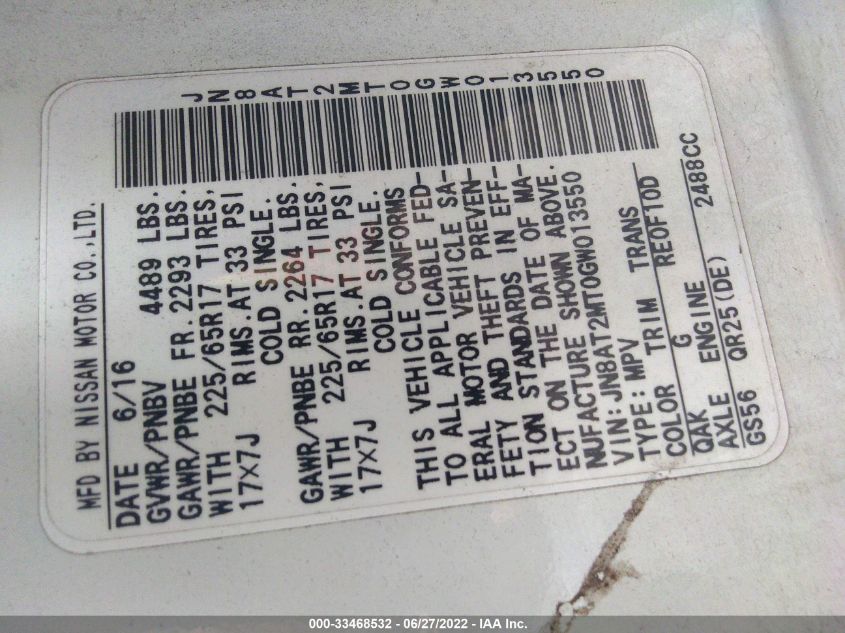 MFD BY NISSAN MOTOR CO.,LTD.
JN8AT2MT0GW013550
DATE 6/16
GVWR/PNBV 4489 LBS.
GAWR/PNBE FR. 2293 LBS.
WITH 225/65R17 TIRES,
17×7J RIMS.AT 33 PSI
COLD SINGLE.
GAWR/PNBE RR. 2264 LBS.
WITH 225/65R17 TIRES,
17×7J RIMS.AT 33 PSI
COLD SINGLE.
THIS VEHICLE CONFORMS
TO ALL APPLICABLE FED-
ERAL MOTOR VEHICLE SA-
FETY AND THEFT PREVEN-
TION STANDARDS IN EFF-
ECT ON THE DATE OF MA-
NUFACTURE SHOWN ABOVE.
VIN:JN8AT2MT0GW013550
TYPE:MPV
COLOR TRIM TRANS
QAK G RE0F10D
AXLE ENGINE
GS56 QR25(DE) 2488CC
000-33468532 - 06/27/2022 - IAA Inc.